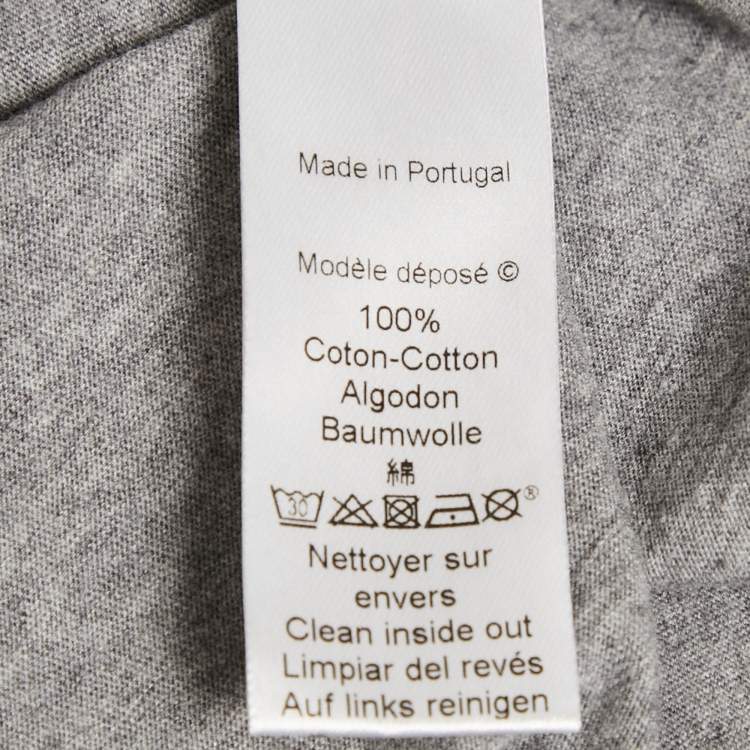 Made in Portugal
Modèle déposé ©
100%
Coton-Cotton
Algodon
Baumwolle
綿
30 ®
Nettoyer sur
envers
Clean inside out
Limpiar del revés
Auf links reinigen